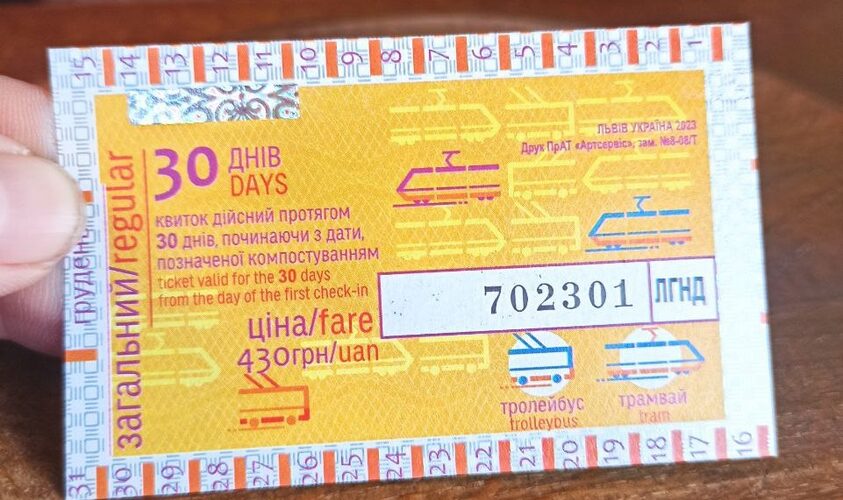 15 14 13 12 11 10 9 8 7 6 5 4 3 2 1
ЛЬВІВ УКРАЇНА 2023
Друк ПрАТ «Артсервіс», зам. №8-08/Т
30 ДНІВ
DAYS
квиток дійсний протягом
30 днів, починаючи з дати,
позначеної компостуванням
ticket valid for the 30 days
from the day of the first check-in
702301 ЛГНД
ціна/fare
430грн/uan
тролейбус
trolleybus
трамвай
tram
загальний/regular
грудень
31 30 29 28 27 26 25 24 23 22 21 20 19 18 17 16